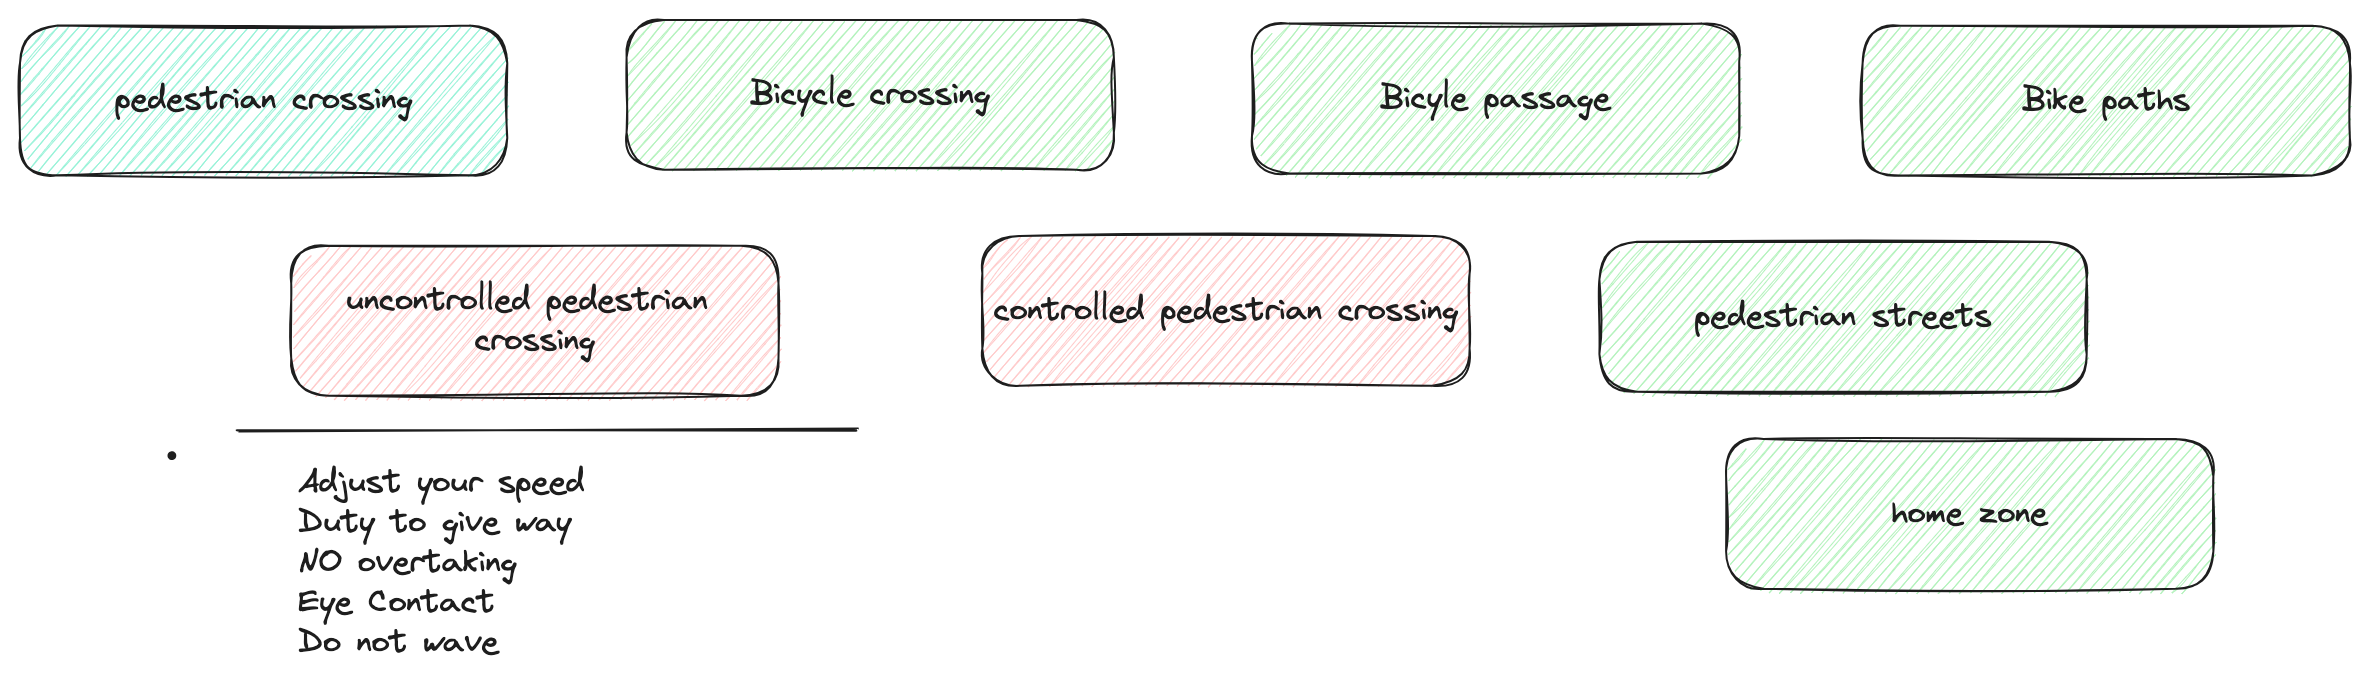 pedestrian crossing
Bicycle crossing
Bicyle passage
Bike paths
uncontrolled pedestrian
crossing
controlled pedestrian crossing
pedestrian streets
home zone
Adjust your speed
Duty to give way
NO overtaking
Eye Contact
Do not wave